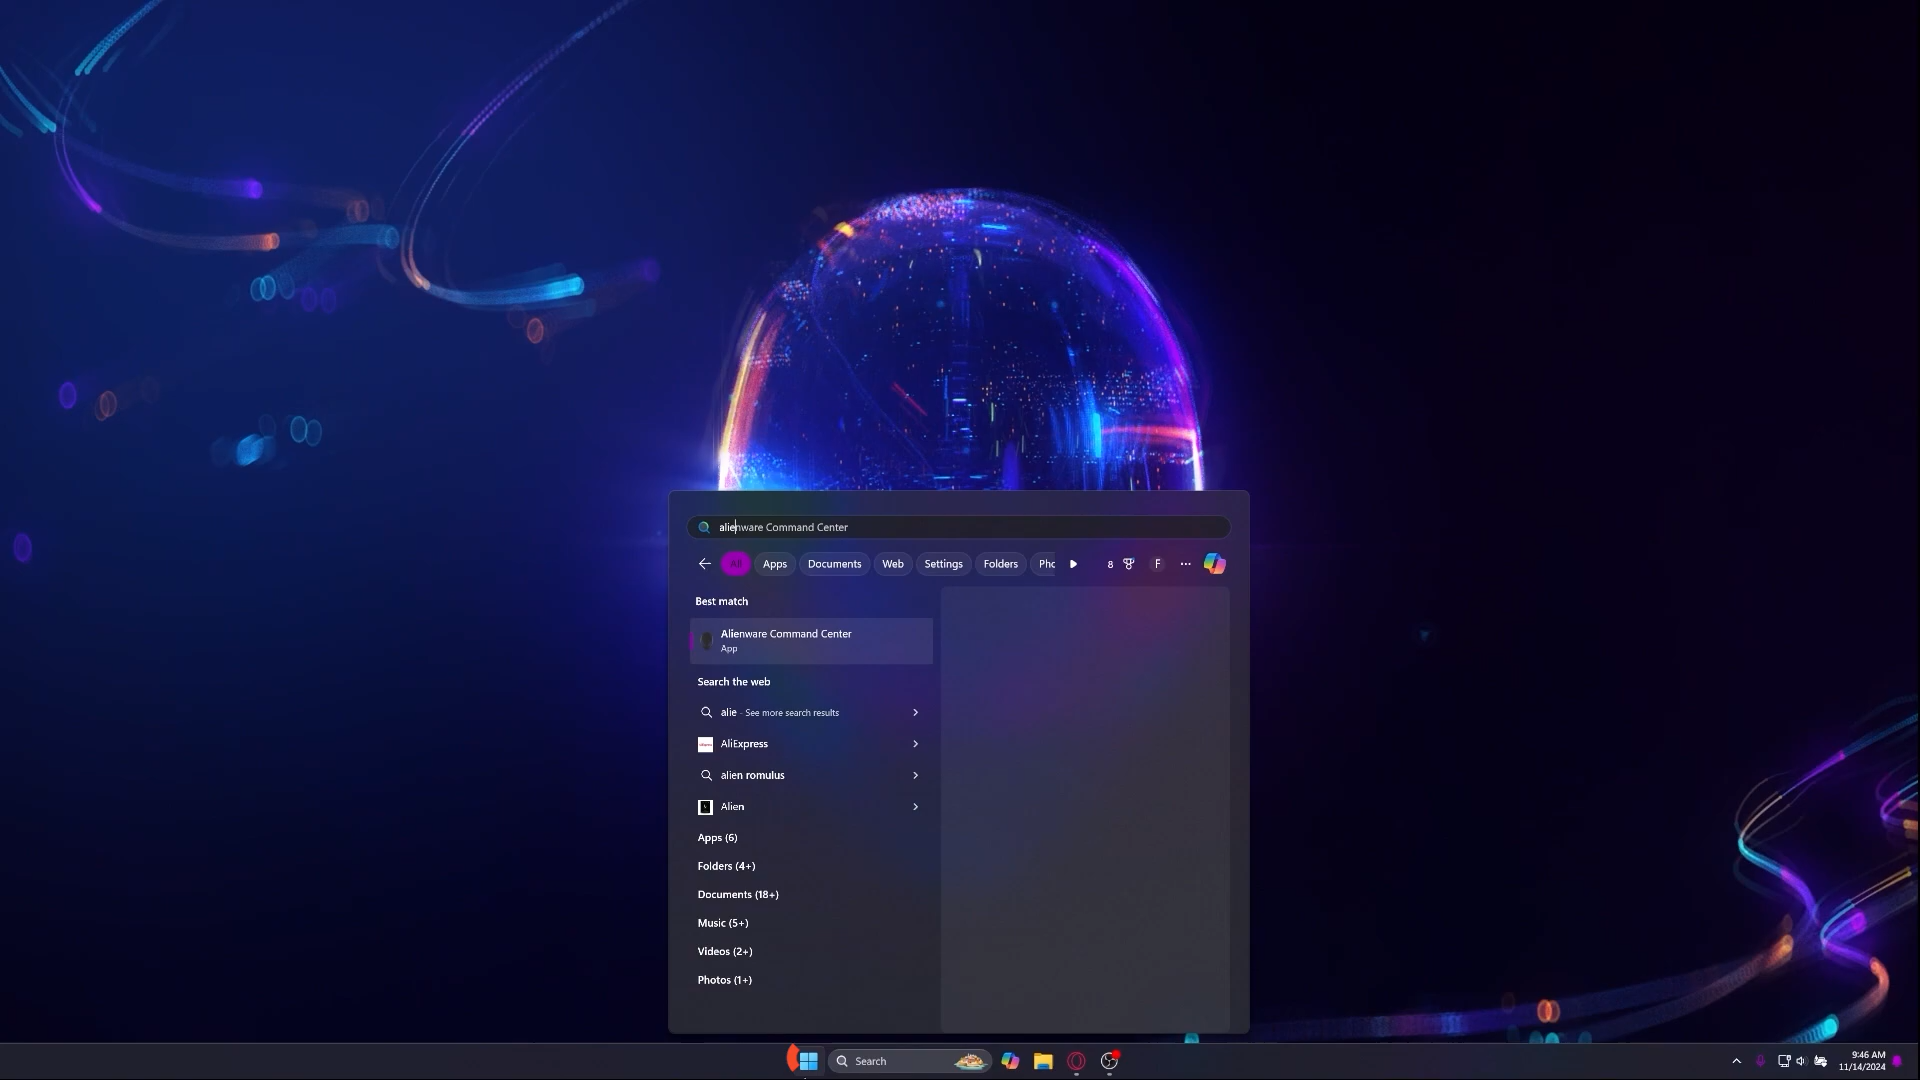 alienware Command Center
All Apps Documents Web Settings Folders Pho 8 F
Best match
Alienware Command Center
App
Search the web
alie - See more search results
AliExpress
alien romulus
Alien
Apps (6)
Folders (4+)
Documents (18+)
Music (5+)
Videos (2+)
Photos (1+)
Search
9:46 AM
11/14/2024